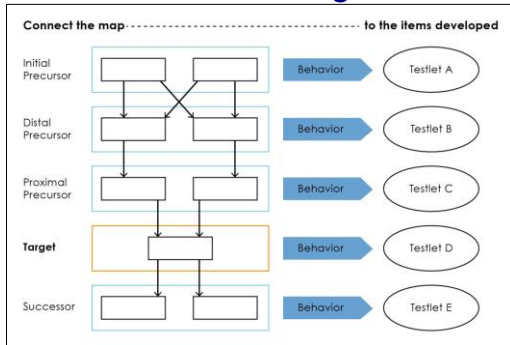 Connect the map to the items developed
Initial
Precursor
Behavior
Testlet A
Distal
Precursor
Behavior
Testlet B
Proximal
Precursor
Behavior
Testlet C
Target
Behavior
Testlet D
Successor
Behavior
Testlet E